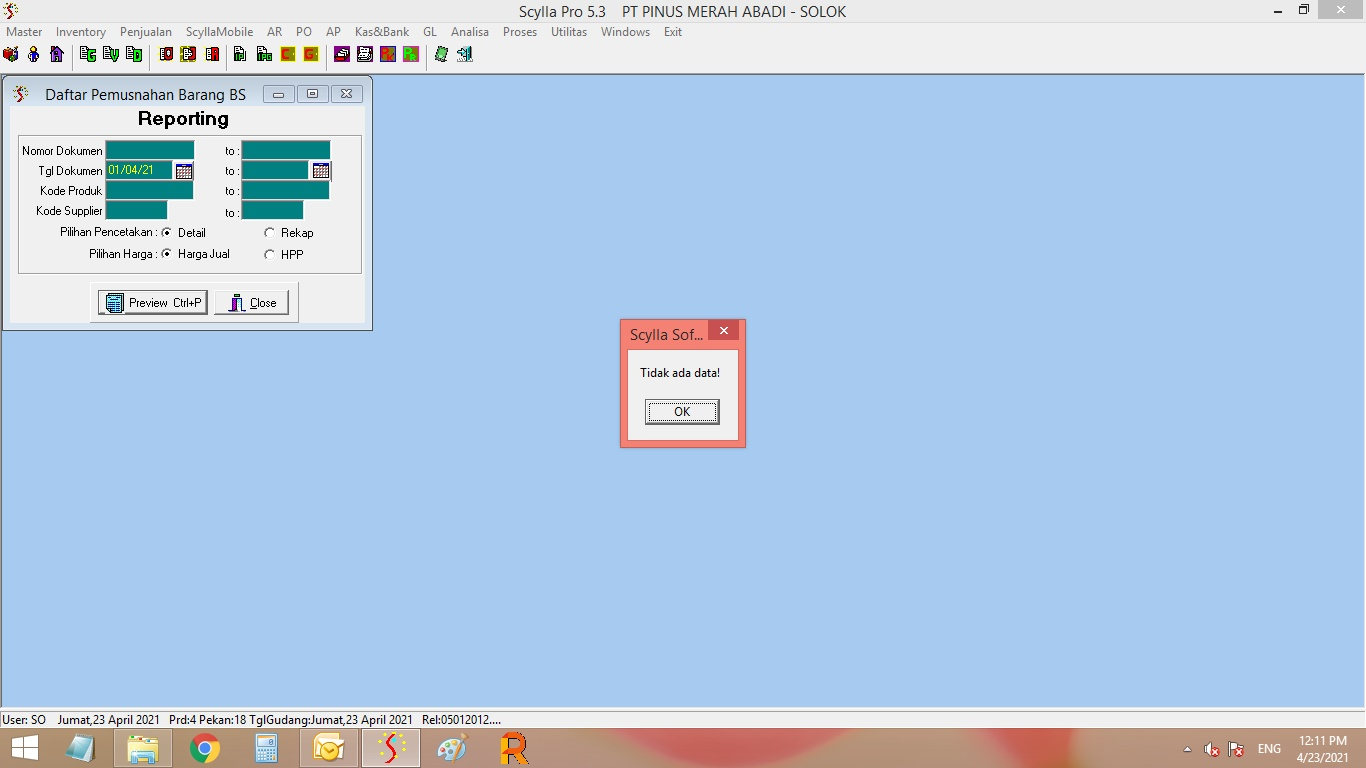 Scylla Pro 5.3 PT PINUS MERAH ABADI - SOLOK
Master Inventory Penjualan ScyllaMobile AR PO AP Kas&Bank GL Analisa Proses Utilitas Windows Exit
Daftar Pemusnahan Barang BS
Reporting
Nomor Dokumen to :
Tgl Dokumen 01/04/21 to :
Kode Produk to :
Kode Supplier to :
Pilihan Pencetakan : Detail Rekap
Pilihan Harga : Harga Jual HPP
Preview Ctrl+P Close
Scylla Sof...
Tidak ada data!
OK
User: SO Jumat,23 April 2021 Prd:4 Pekan:18 TglGudang:Jumat,23 April 2021 Rel:05012012....
ENG
12:11 PM
4/23/2021